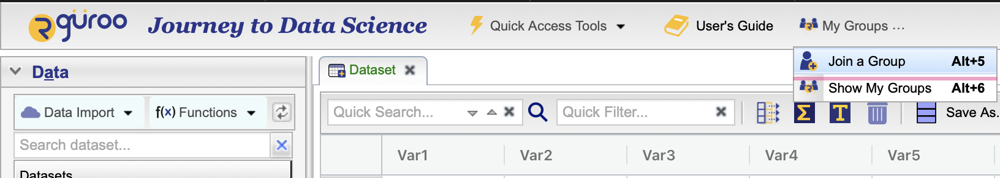 Rguroo Journey to Data Science Quick Access Tools User's Guide My Groups ...
Join a Group Alt+5
Show My Groups Alt+6
Data
Dataset
Data Import f(x) Functions
Quick Search... Quick Filter... Σ T Save As.
Search dataset...
Var1 Var2 Var3 Var4 Var5
Datasets